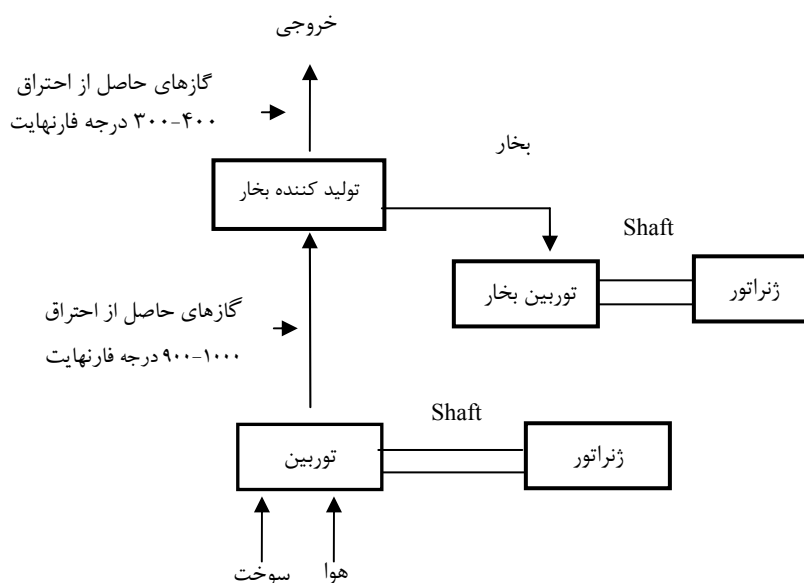 خروجی
گازهای حاصل از احتراق
۳۰۰-۴۰۰ درجه فارنهایت
بخار
تولید کننده بخار
Shaft
توربین بخار
ژنراتور
گازهای حاصل از احتراق
۹۰۰-۱۰۰۰ درجه فارنهایت
Shaft
توربین
ژنراتور
سوخت
هوا